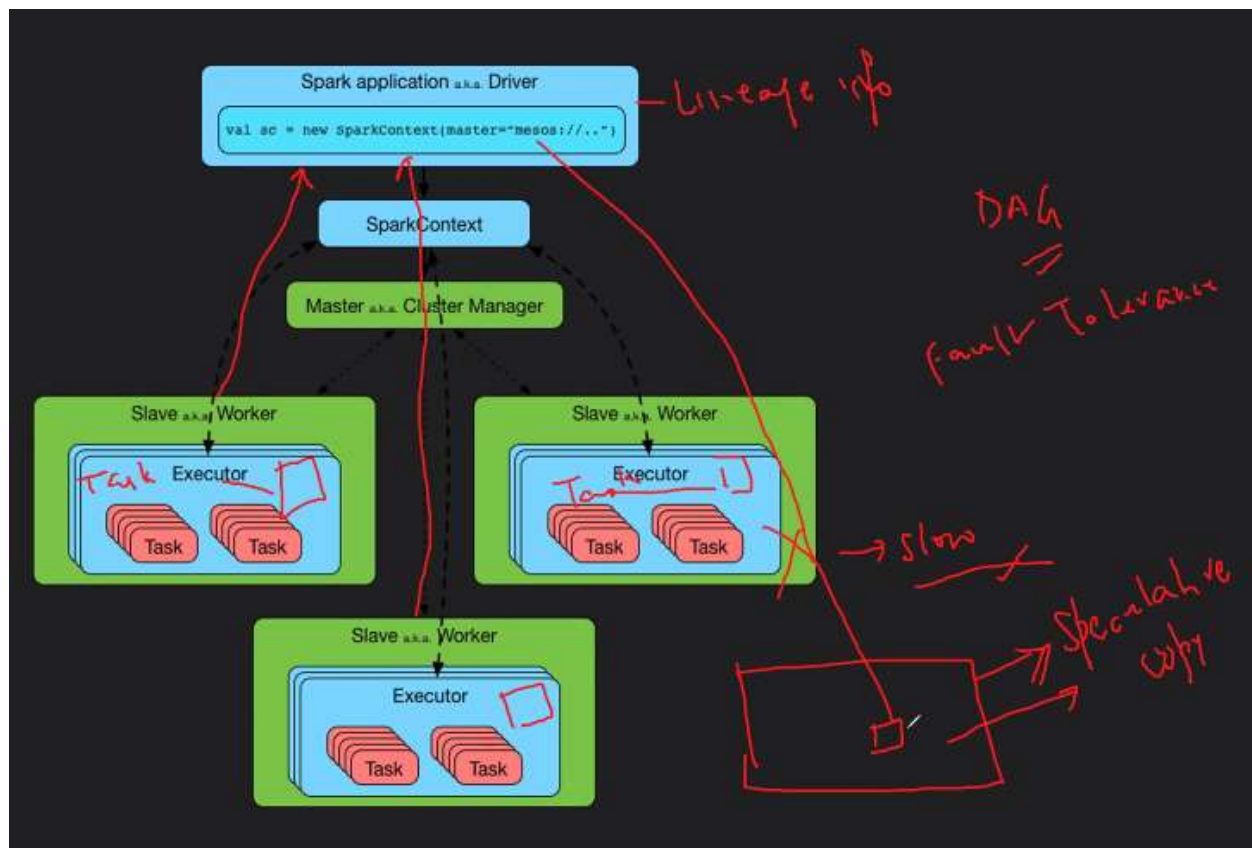 Spark application a.k.a. Driver
Lineage info
val sc = new SparkContext(master="mesos://..")
DAG
SparkContext
Fault Tolerance
Master a.k.a. Cluster Manager
Slave a.k.a. Worker
Slave a.k.a. Worker
Task Executor
Executor
Task
Task Task
Task Task
slow
Speculative
copy
Slave a.k.a. Worker
Executor
Task Task